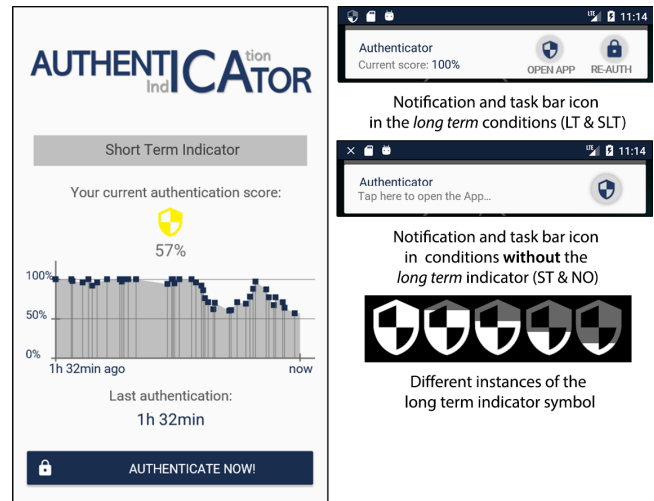 AUTHENTICATOR
tion
Ind
Short Term Indicator
Your current authentication score:
57%
100%
50%
0%
1h 32min ago
now
Last authentication:
1h 32min
AUTHENTICATE NOW!
LTE 11:14
Authenticator
Current score: 100%
OPEN APP
RE-AUTH
Notification and task bar icon
in the long term conditions (LT & SLT)
LTE 11:14
Authenticator
Tap here to open the App...
Notification and task bar icon
in conditions without the
long term indicator (ST & NO)
Different instances of the
long term indicator symbol